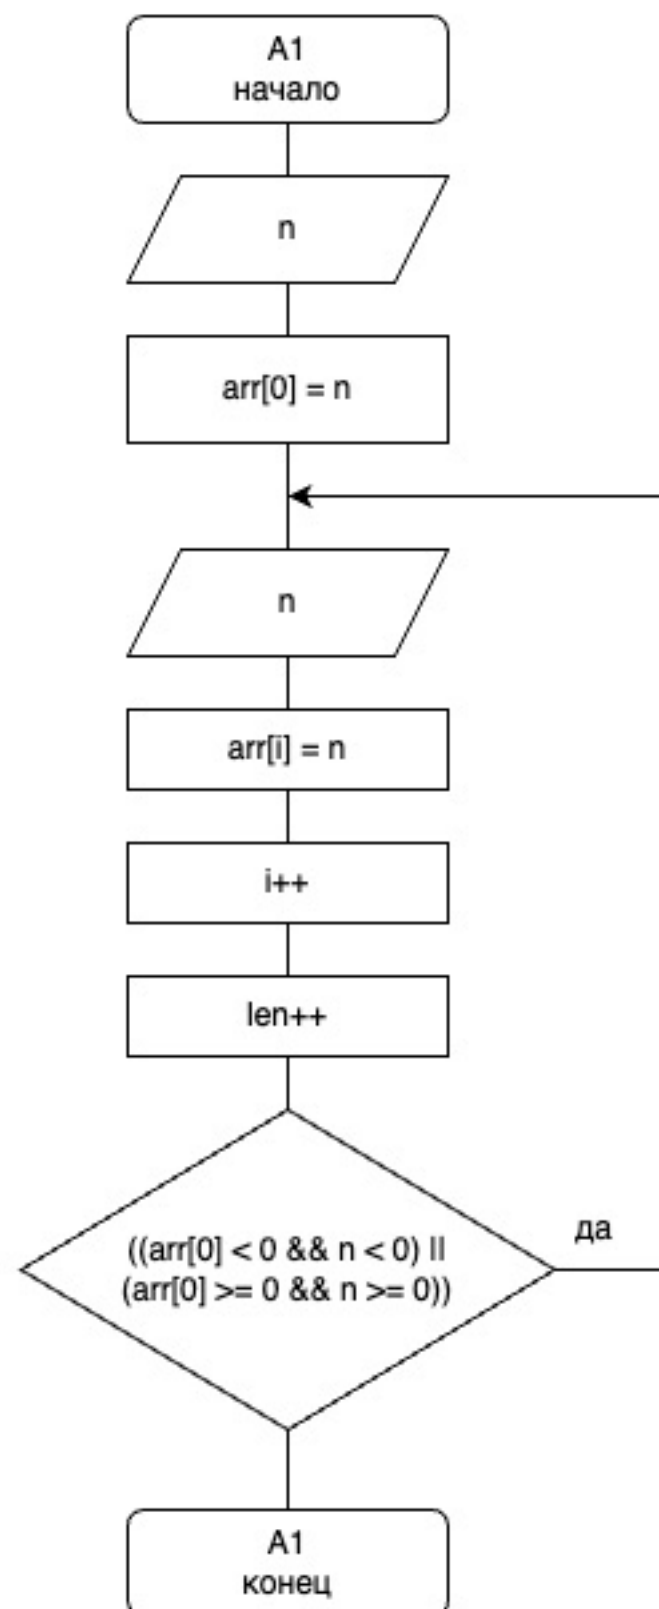 A1
начало
n
arr[0] = n
n
arr[i] = n
i++
len++
((arr[0] < 0 && n < 0) ||
(arr[0] >= 0 && n >= 0))
да
A1
конец